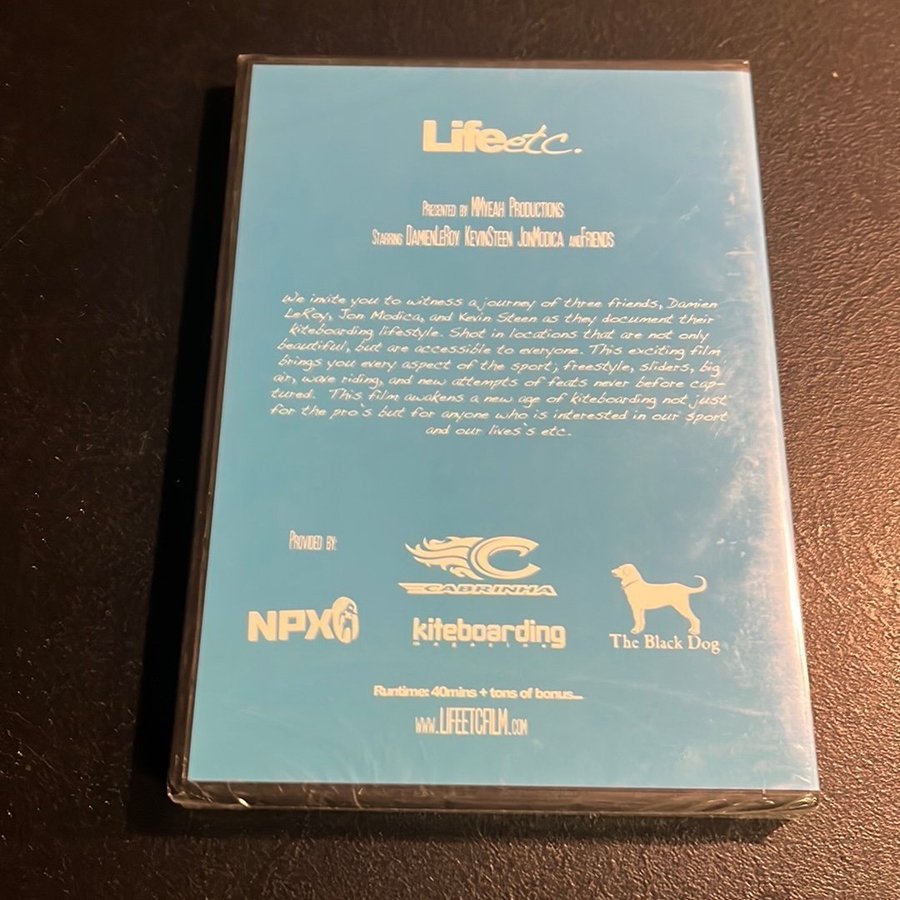 Lifeetc.
Presented by MMyeah Productions
Starring DamienLeRoy KevinSteen JonModica andFriends
We invite you to witness a journey of three friends, Damien
LeRoy, Jon Modica, and Kevin Steen as they document their
kiteboarding lifestyle. Shot in locations that are not only
beautiful, but are accessible to everyone. This exciting film
brings you every aspect of the sport; freestyle, sliders, big
air, wave riding, and new attempts of feats never before cap-
tured. This film awakens a new age of kiteboarding not just
for the pro's but for anyone who is interested in our sport
and our lives's etc.
Provided by:
CABRINHA
NPX
kiteboarding
magazine
The Black Dog
Runtime: 40mins + tons of bonus....
www.LIFEETCFILM.com